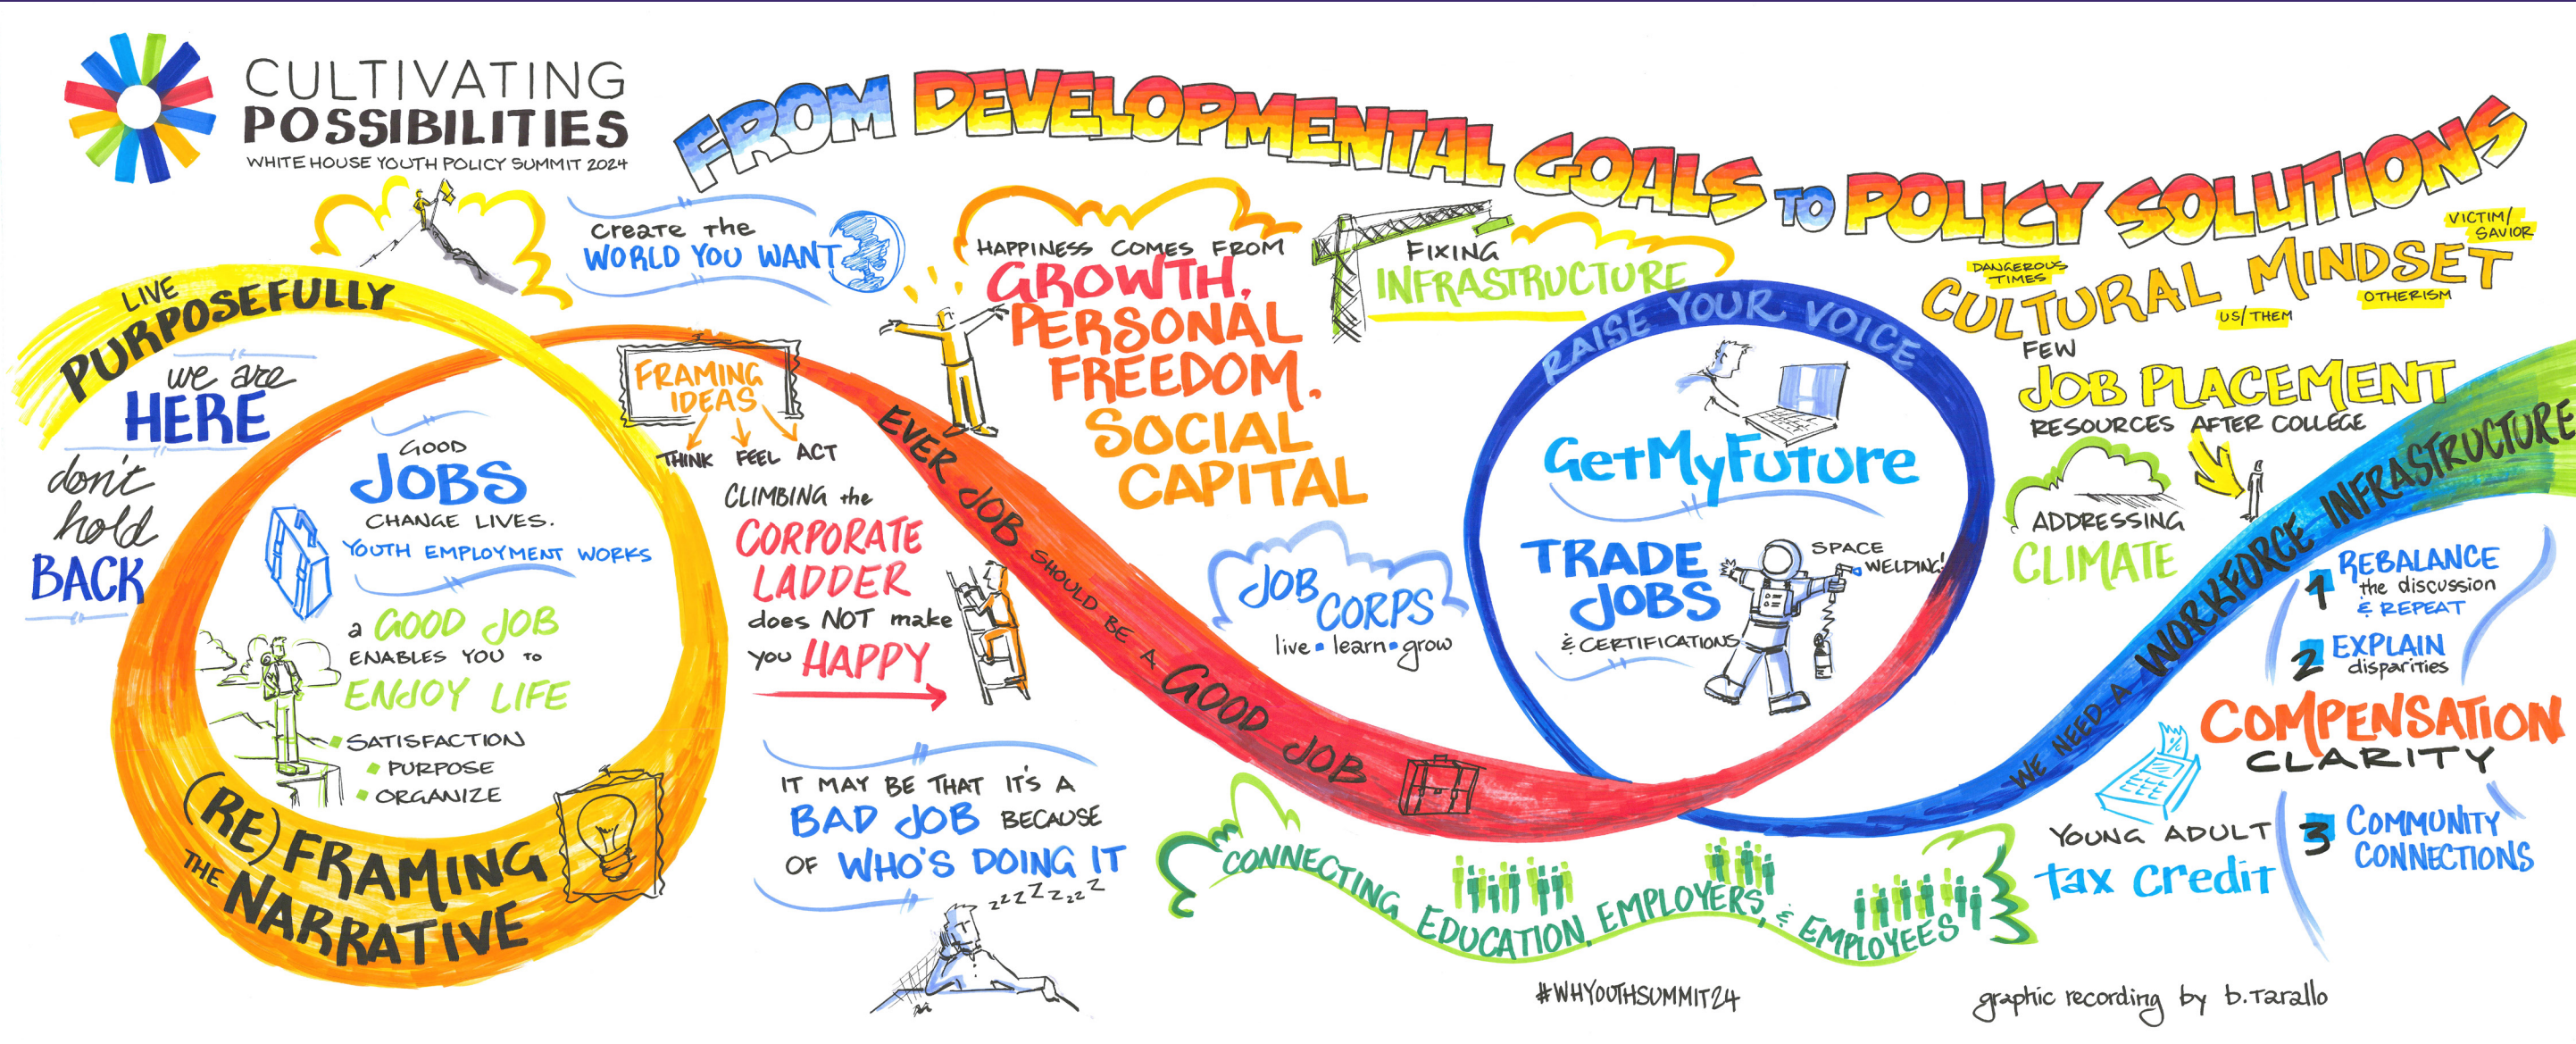 CULTIVATING
POSSIBILITIES
WHITE HOUSE YOUTH POLICY SUMMIT 2024
FROM DEVELOPMENTAL GOALS TO POLICY SOLUTIONS
LIVE
PURPOSEFULLY
we are
HERE
don't
hold
BACK
GOOD
JOBS
CHANGE LIVES.
YOUTH EMPLOYMENT WORKS
a GOOD JOB
ENABLES YOU TO
ENJOY LIFE
SATISFACTION
PURPOSE
ORGANIZE
(RE)FRAMING
THE NARRATIVE
Create the
WORLD YOU WANT
FRAMING
IDEAS
THINK FEEL ACT
CLIMBING the
CORPORATE
LADDER
does NOT make
you HAPPY
IT MAY BE THAT IT'S A
BAD JOB BECAUSE
OF WHO'S DOING IT
zzzzzzzz
HAPPINESS COMES FROM
GROWTH,
PERSONAL
FREEDOM,
SOCIAL
CAPITAL
EVER JOB SHOULD BE A GOOD JOB
FIXING
INFRASTRUCTURE
JOB
CORPS
live • learn • grow
RAISE YOUR VOICE
GetMyFuture
TRADE
JOBS
& CERTIFICATIONS
SPACE
WELDING!
CONNECTING EDUCATION, EMPLOYERS, & EMPLOYEES
#WHYOUTHSUMMIT24
VICTIM/
SAVIOR
DANGEROUS
TIMES
CULTURAL MINDSET
US/THEM
OTHERISM
FEW
JOB PLACEMENT
RESOURCES AFTER COLLEGE
ADDRESSING
CLIMATE
WE NEED A WORKFORCE INFRASTRUCTURE
1 REBALANCE
the discussion
& REPEAT
2 EXPLAIN
disparities
COMPENSATION
CLARITY
%
YOUNG ADULT
tax credit
3 COMMUNITY
CONNECTIONS
graphic recording by b.Tarallo